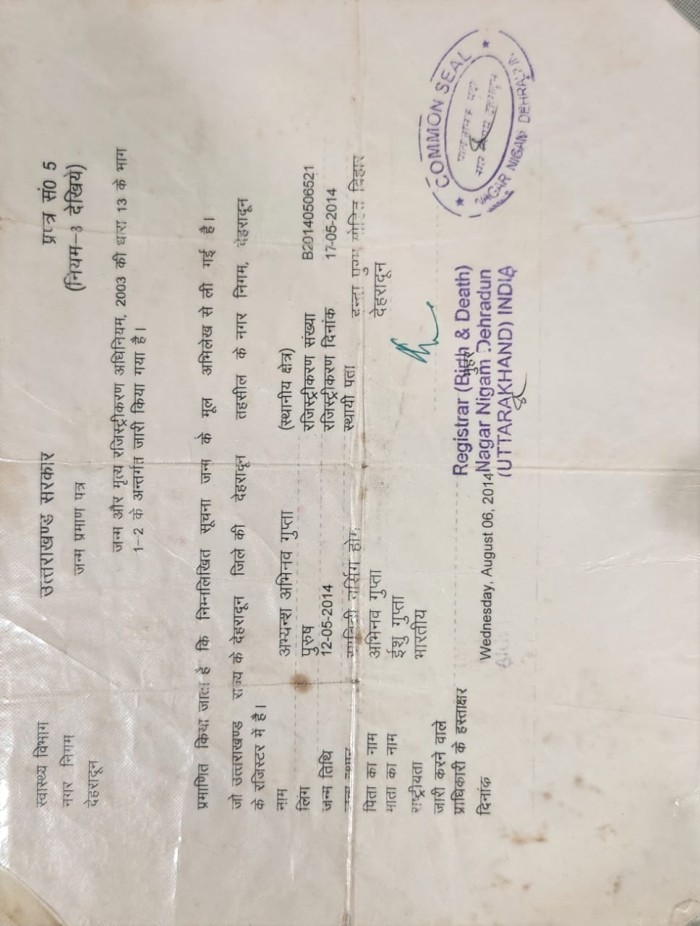 स्वास्थ्य विभाग
नगर निगम
देहरादून
उत्तराखण्ड सरकार
जन्म प्रमाण पत्र
प्रपत्र सं0 5
(नियम-8 देखिये)
जन्म और मृत्य रजिस्ट्रीकरण अधिनियम, 2003 की धारा 13 के भाग
1-2 के अन्तर्गत जारी किया गया है।
प्रमाणित किया जाता है कि निम्नलिखित सूचना जन्म के मूल अभिलेख से ली गई है।
जो उत्तराखण्ड राज्य के देहरादून जिले की देहरादून तहसील के नगर निगम, देहरादून
के रजिस्टर में है।
(स्थानीय क्षेत्र)
नाम अभ्यन्श अभिनव गुप्ता रजिस्ट्रीकरण संख्या B20140506521
लिंग पुरुष रजिस्ट्रीकरण दिनांक 17-05-2014
जन्म तिथि 12-05-2014 स्थायी पता
नर्सिंग होम विहार
देहरादून
पिता का नाम अभिनव गुप्ता
माता का नाम ईशु गुप्ता
राष्ट्रीयता भारतीय
जारी करने वाले
प्राधिकारी के हस्ताक्षर
दिनांक Wednesday, August 06, 2014
Registrar (Birth & Death)
Nagar Nigam Dehradun
(UTTARAKHAND) INDIA
COMMON SEAL
NAGAR NIGAM DEHRADUN